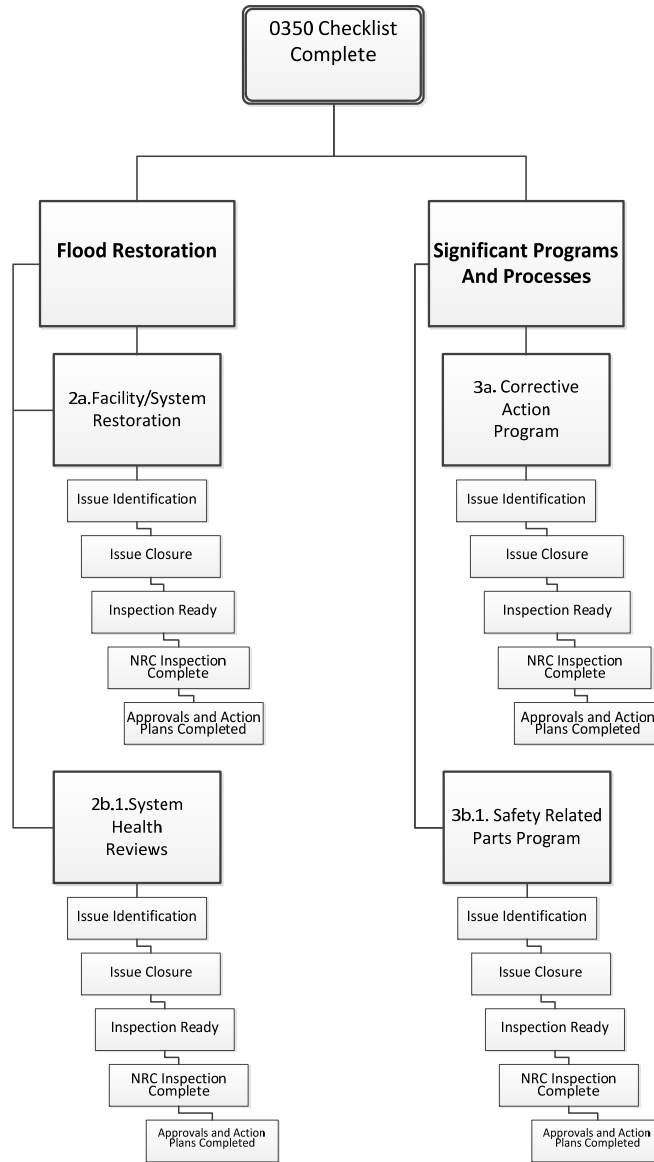 0350 Checklist
Complete
Flood Restoration
Significant Programs
And Processes
2a.Facility/System
Restoration
3a. Corrective
Action
Program
Issue Identification
Issue Closure
Inspection Ready
NRC Inspection
Complete
Approvals and Action
Plans Completed
Issue Identification
Issue Closure
Inspection Ready
NRC Inspection
Complete
Approvals and Action
Plans Completed
2b.1.System
Health
Reviews
3b.1. Safety Related
Parts Program
Issue Identification
Issue Closure
Inspection Ready
NRC Inspection
Complete
Approvals and Action
Plans Completed
Issue Identification
Issue Closure
Inspection Ready
NRC Inspection
Complete
Approvals and Action
Plans Completed